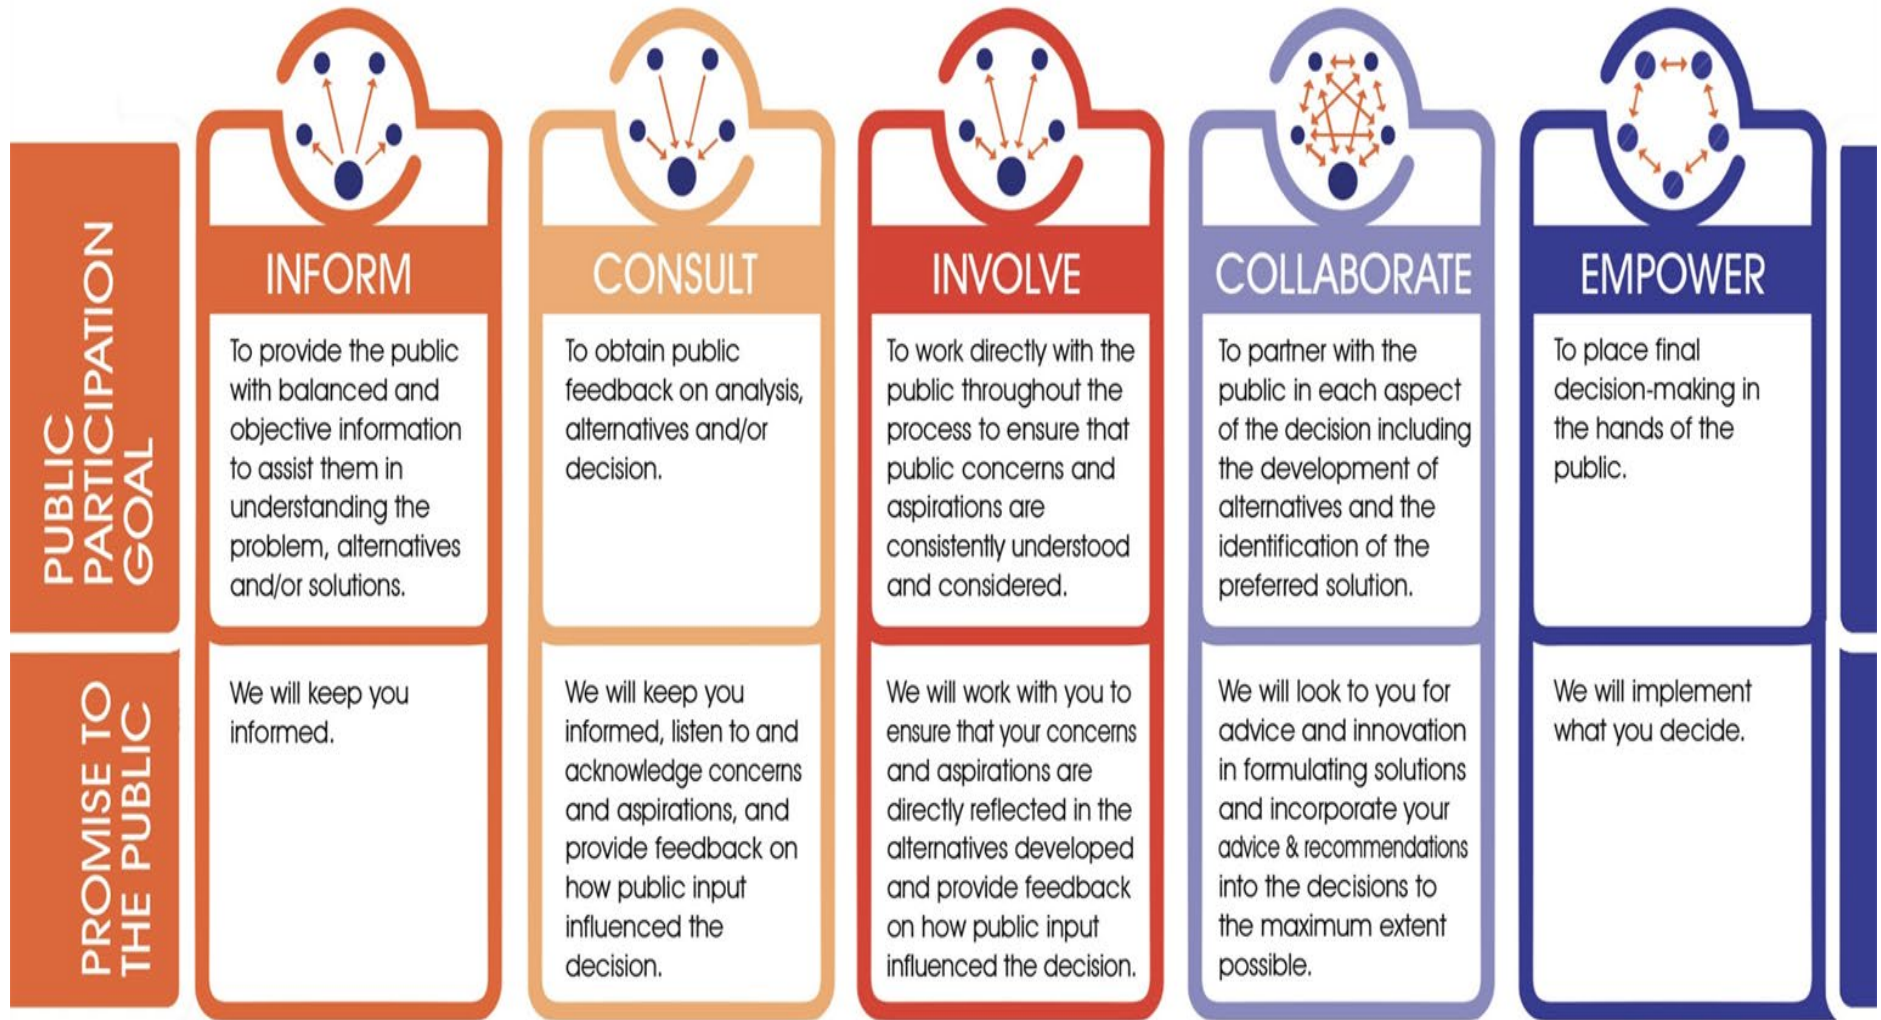 PUBLIC
PARTICIPATION
GOAL
INFORM
To provide the public
with balanced and
objective information
to assist them in
understanding the
problem, alternatives
and/or solutions.
CONSULT
To obtain public
feedback on analysis,
alternatives and/or
decision.
INVOLVE
To work directly with the
public throughout the
process to ensure that
public concerns and
aspirations are
consistently understood
and considered.
COLLABORATE
To partner with the
public in each aspect
of the decision including
the development of
alternatives and the
identification of the
preferred solution.
EMPOWER
To place final
decision-making in
the hands of the
public.
PROMISE TO
THE PUBLIC
We will keep you
informed.
We will keep you
informed, listen to and
acknowledge concerns
and aspirations, and
provide feedback on
how public input
influenced the
decision.
We will work with you to
ensure that your concerns
and aspirations are
directly reflected in the
alternatives developed
and provide feedback
on how public input
influenced the decision.
We will look to you for
advice and innovation
in formulating solutions
and incorporate your
advice & recommendations
into the decisions to
the maximum extent
possible.
We will implement
what you decide.